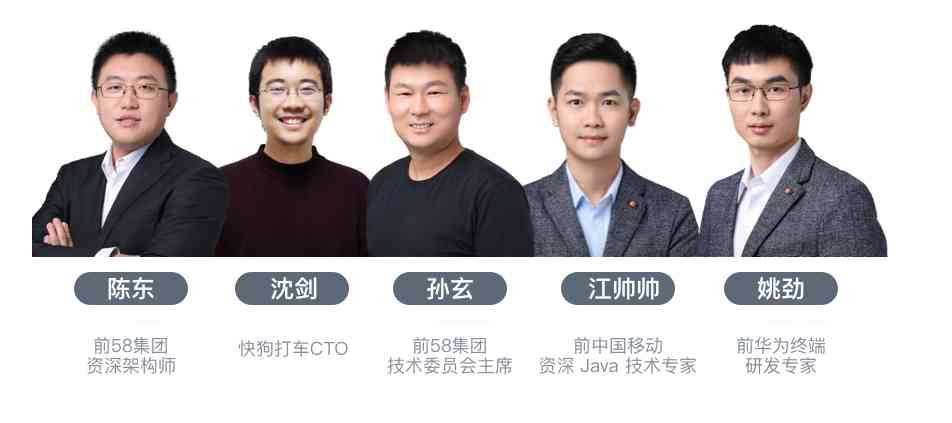 陈东
沈剑
孙玄
江帅帅
姚劲
前58集团
资深架构师
快狗打车CTO
前58集团
技术委员会主席
前中国移动
资深 Java 技术专家
前华为终端
研发专家